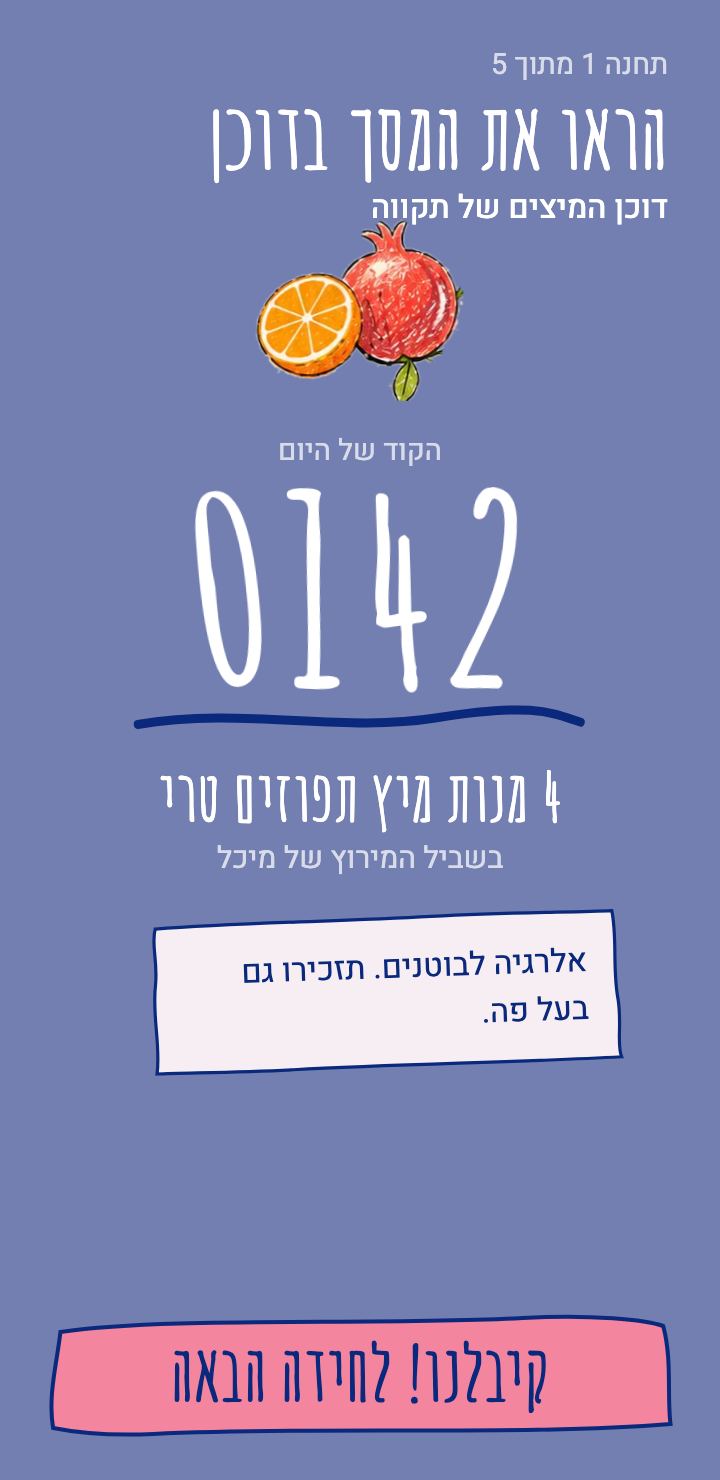 תחנה 1 מתוך 5
הראו את המסך בדוכן
דוכן המיצים של תקווה
הקוד של היום
0142
4 מנות מיץ תפוזים טרי
בשביל המירוץ של מיכל
אלרגיה לבוטנים. תזכירו גם
בעל פה.
קיבלנו! לחידה הבאה